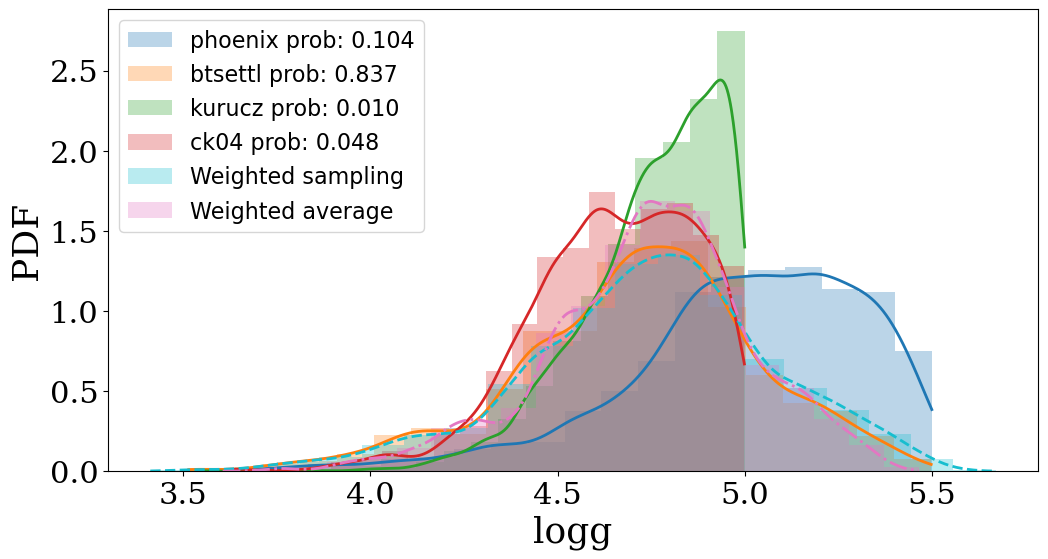 phoenix prob: 0.104
btsettl prob: 0.837
kurucz prob: 0.010
ck04 prob: 0.048
Weighted sampling
Weighted average
PDF
2.5
2.0
1.5
1.0
0.5
0.0
3.5 4.0 4.5 5.0 5.5
logg